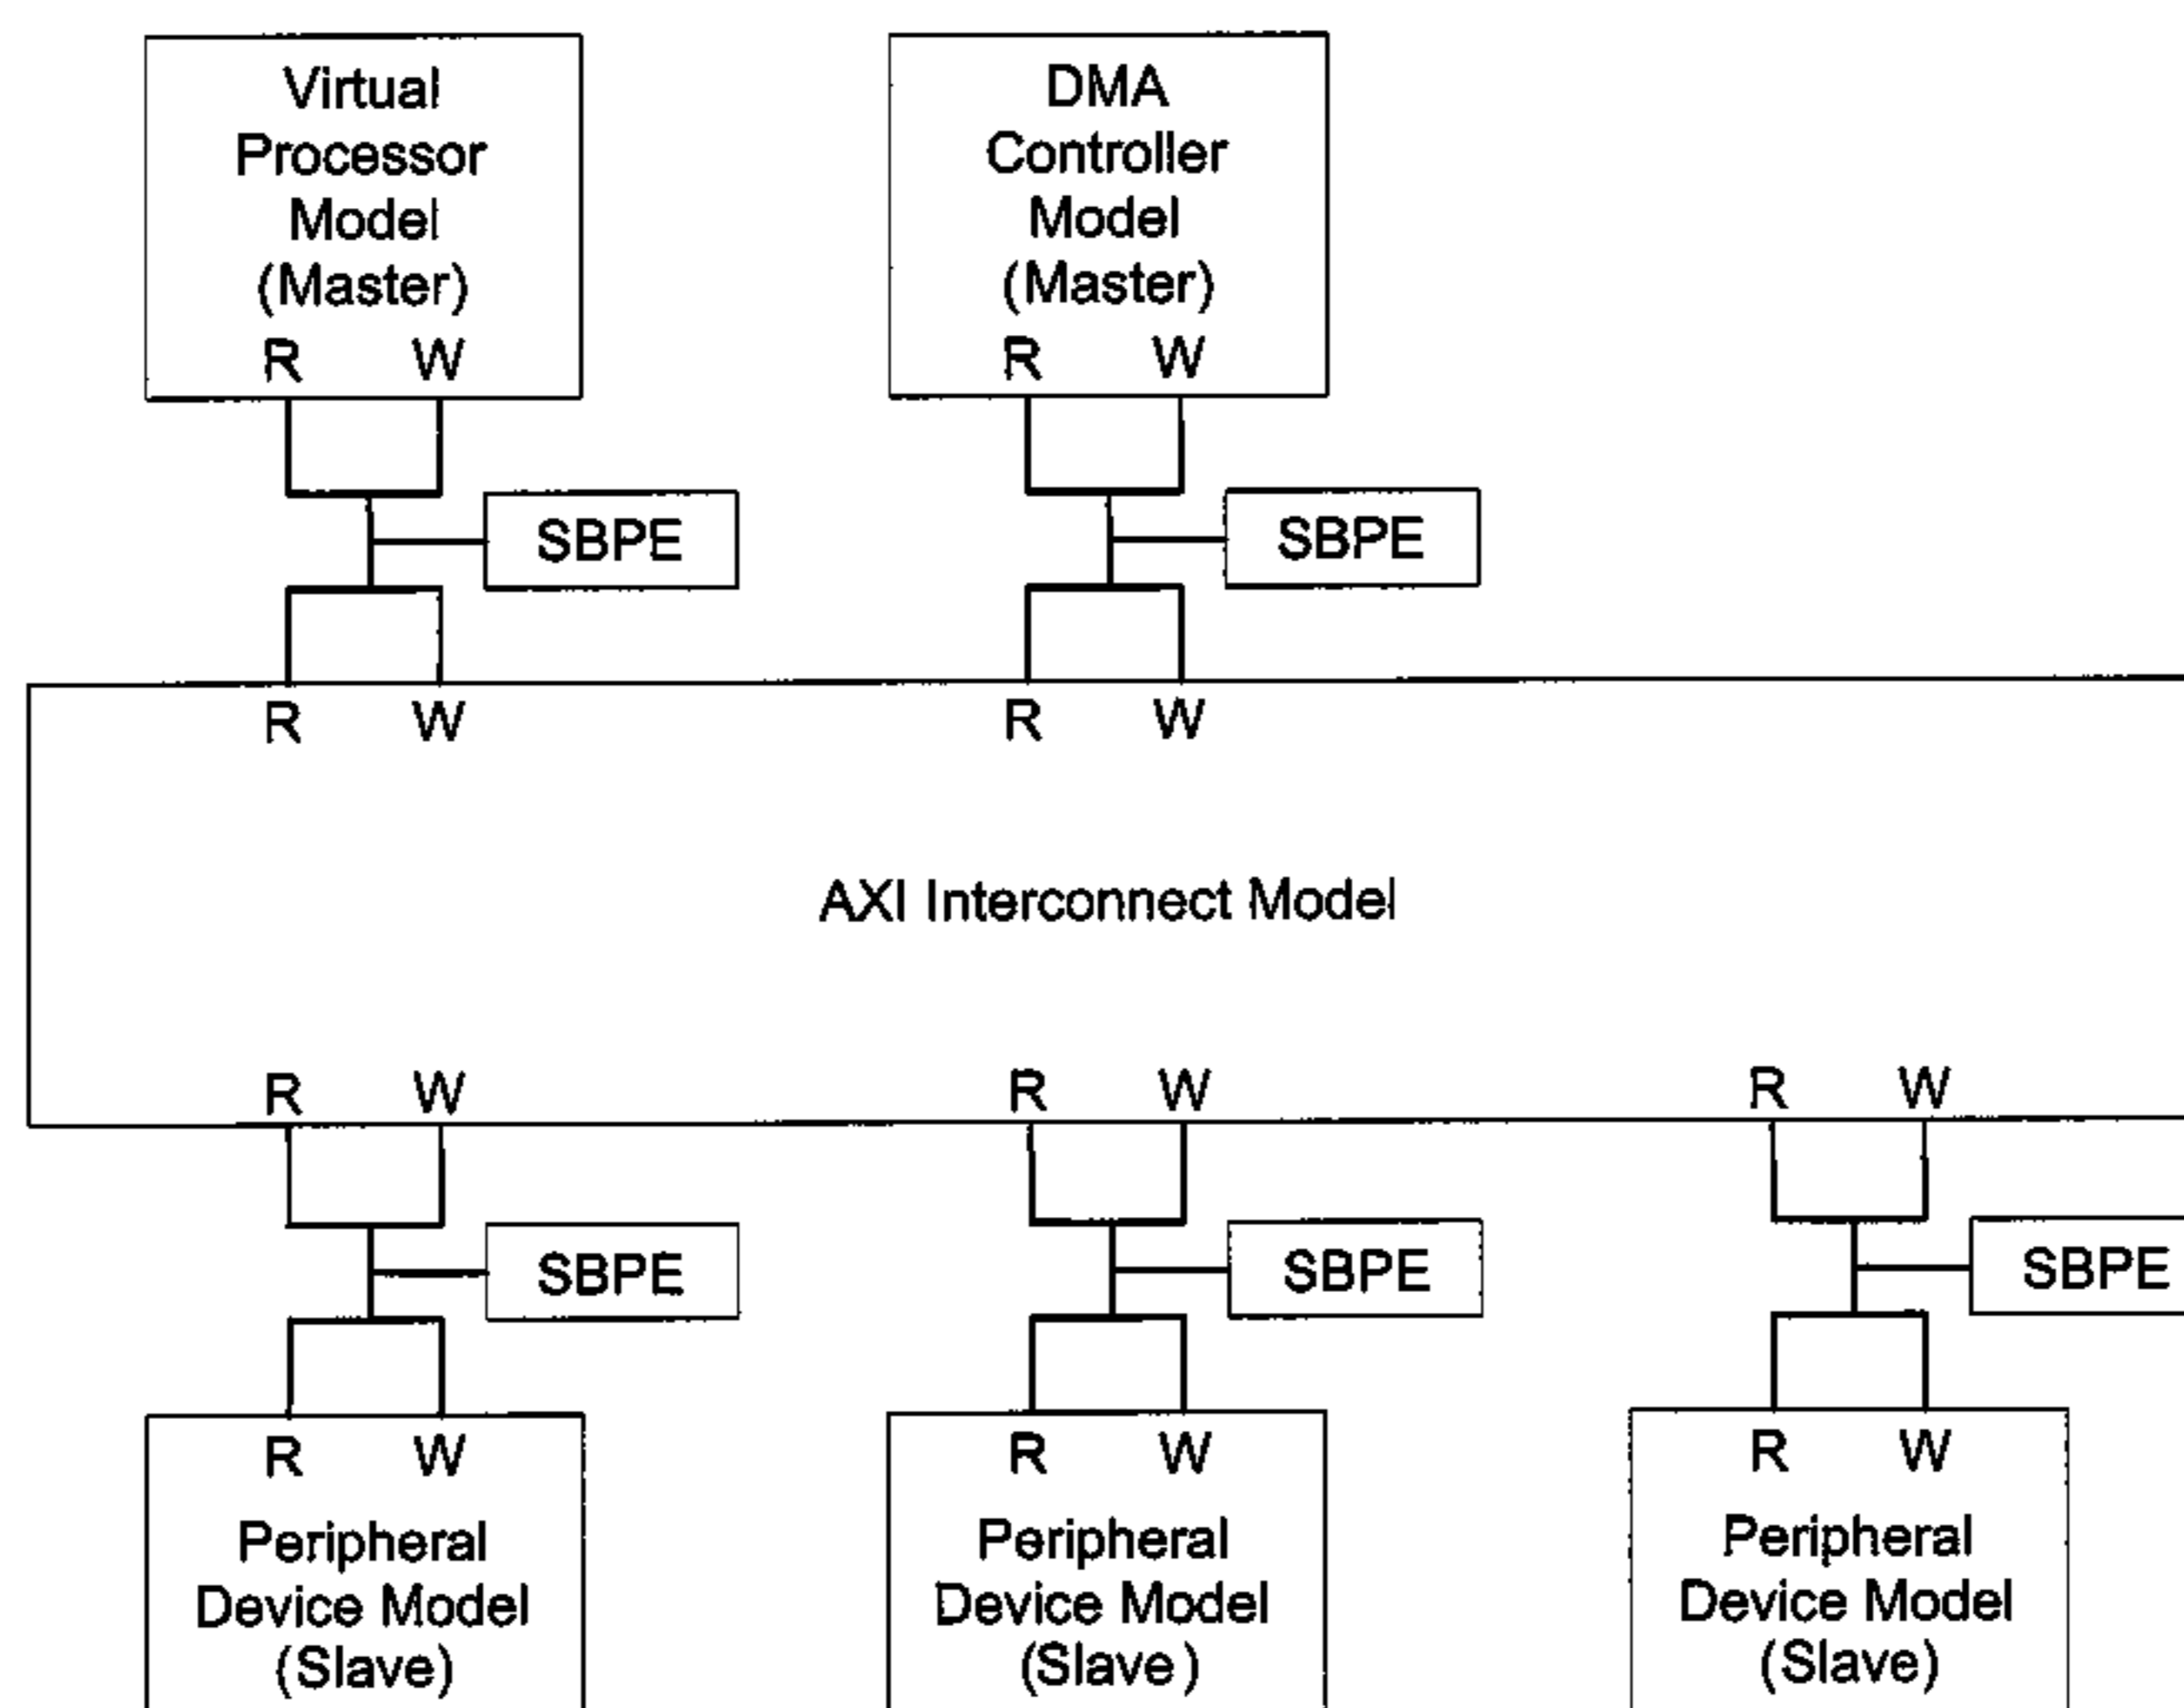 Virtual
Processor
Model
(Master)
R W
DMA
Controller
Model
(Master)
R W
SBPE
SBPE
R W
R W
AXI Interconnect Model
R W
R W
R W
SBPE
SBPE
SBPE
R W
Peripheral
Device Model
(Slave)
R W
Peripheral
Device Model
(Slave)
R W
Peripheral
Device Model
(Slave)